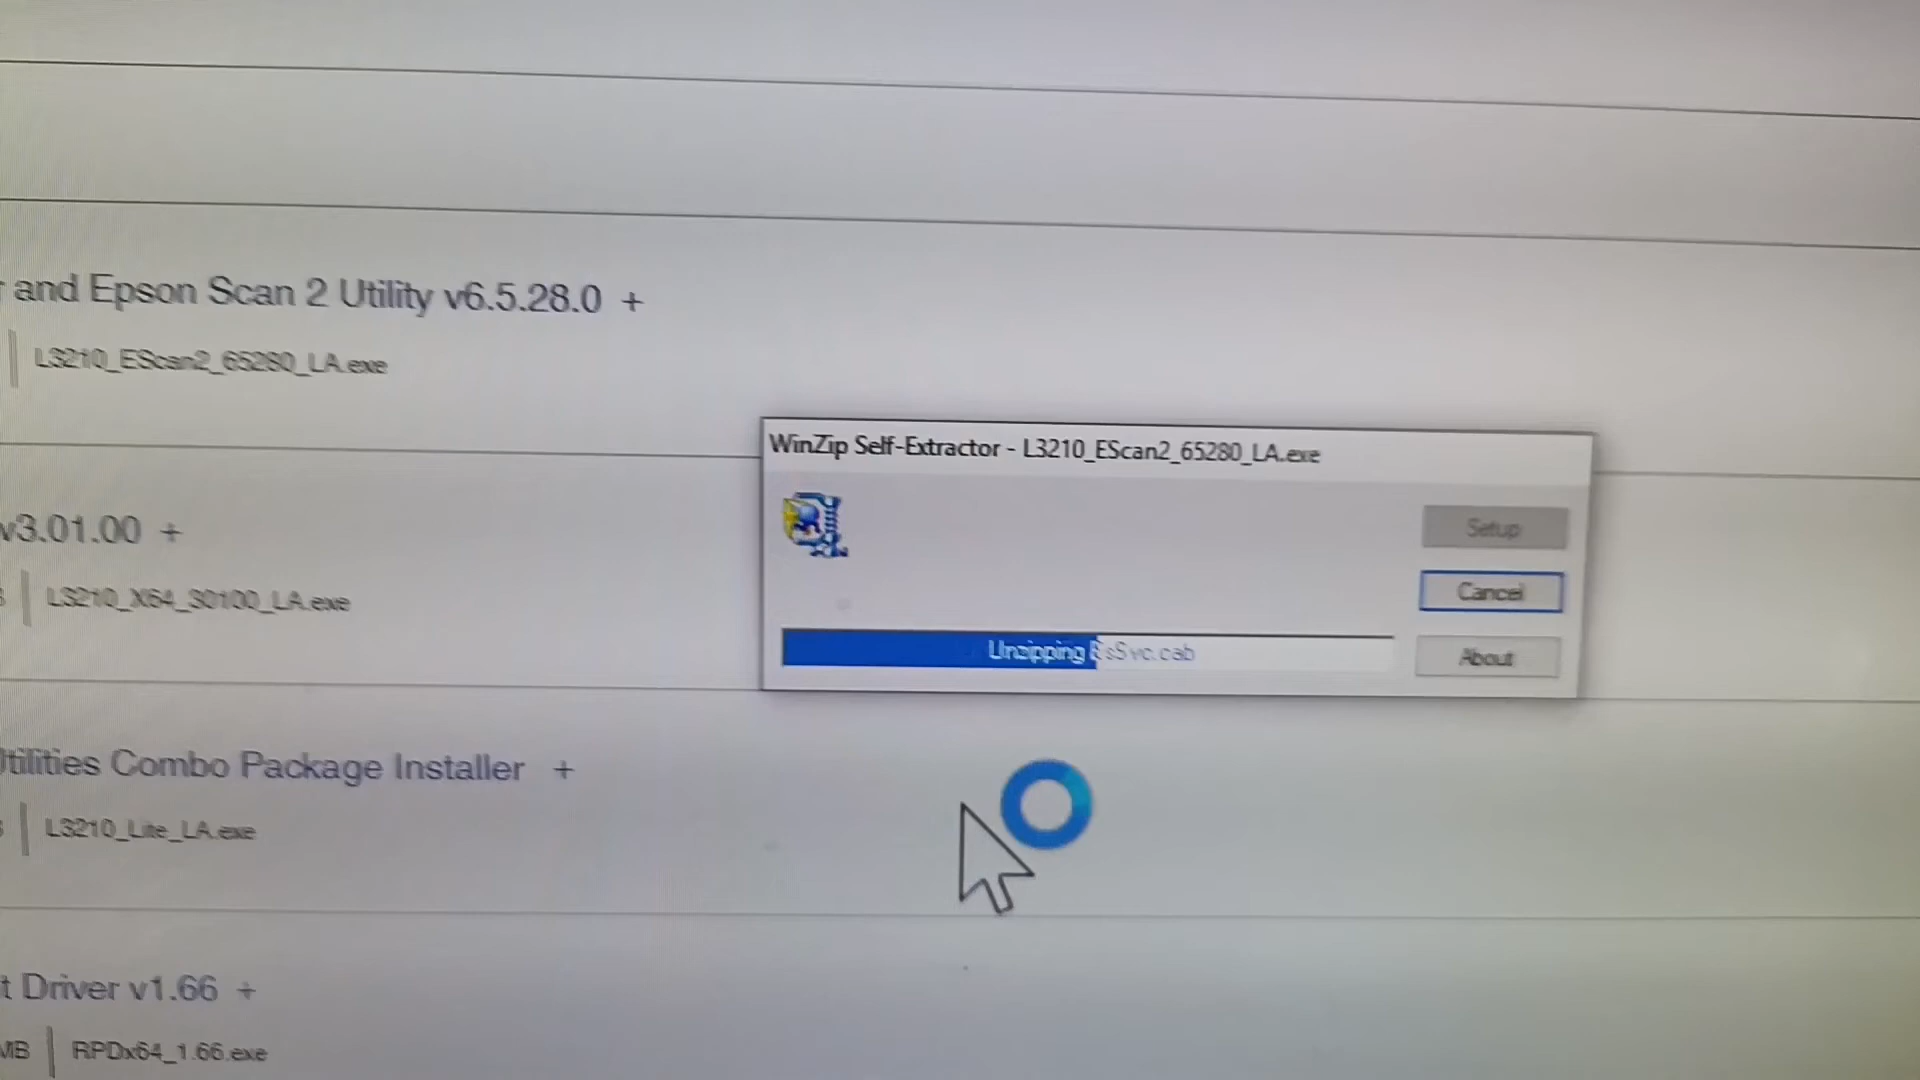 and Epson Scan 2 Utility v6.5.28.0 +
L3210_EScan2_65280_LA.exe
WinZip Self-Extractor - L3210_EScan2_65280_LA.exe
Setup
Cancel
Unzipping EsSvc.cab
About
v3.01.00 +
L3210_X64_30100_LA.exe
Utilities Combo Package Installer +
L3210_Lite_LA.exe
t Driver v1.66 +
MB
RPDx64_1.66.exe